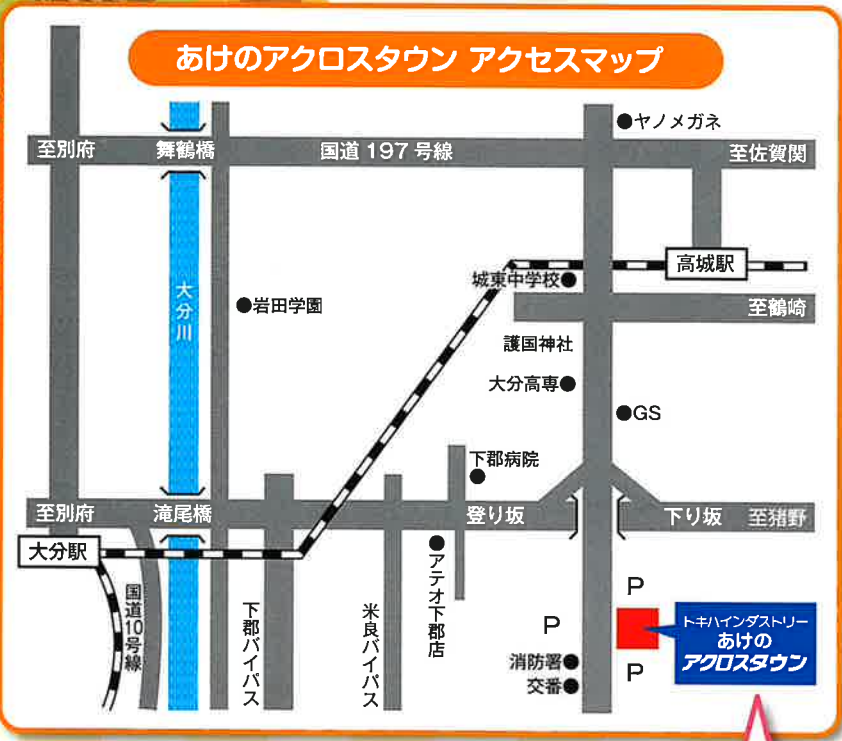 あけのアクロスタウン アクセスマップ
ヤノメガネ
至別府
舞鶴橋
国道197号線
至佐賀関
高城駅
城東中学校
大分川
岩田学園
至鶴崎
護国神社
大分高専
GS
下郡病院
至別府
滝尾橋
登り坂
下り坂
至猪野
大分駅
国道10号線
下郡バイパス
米良バイパス
アテオ下郡店
P
P
トキハインダストリー
あけの
アクロスタウン
消防署
P
交番